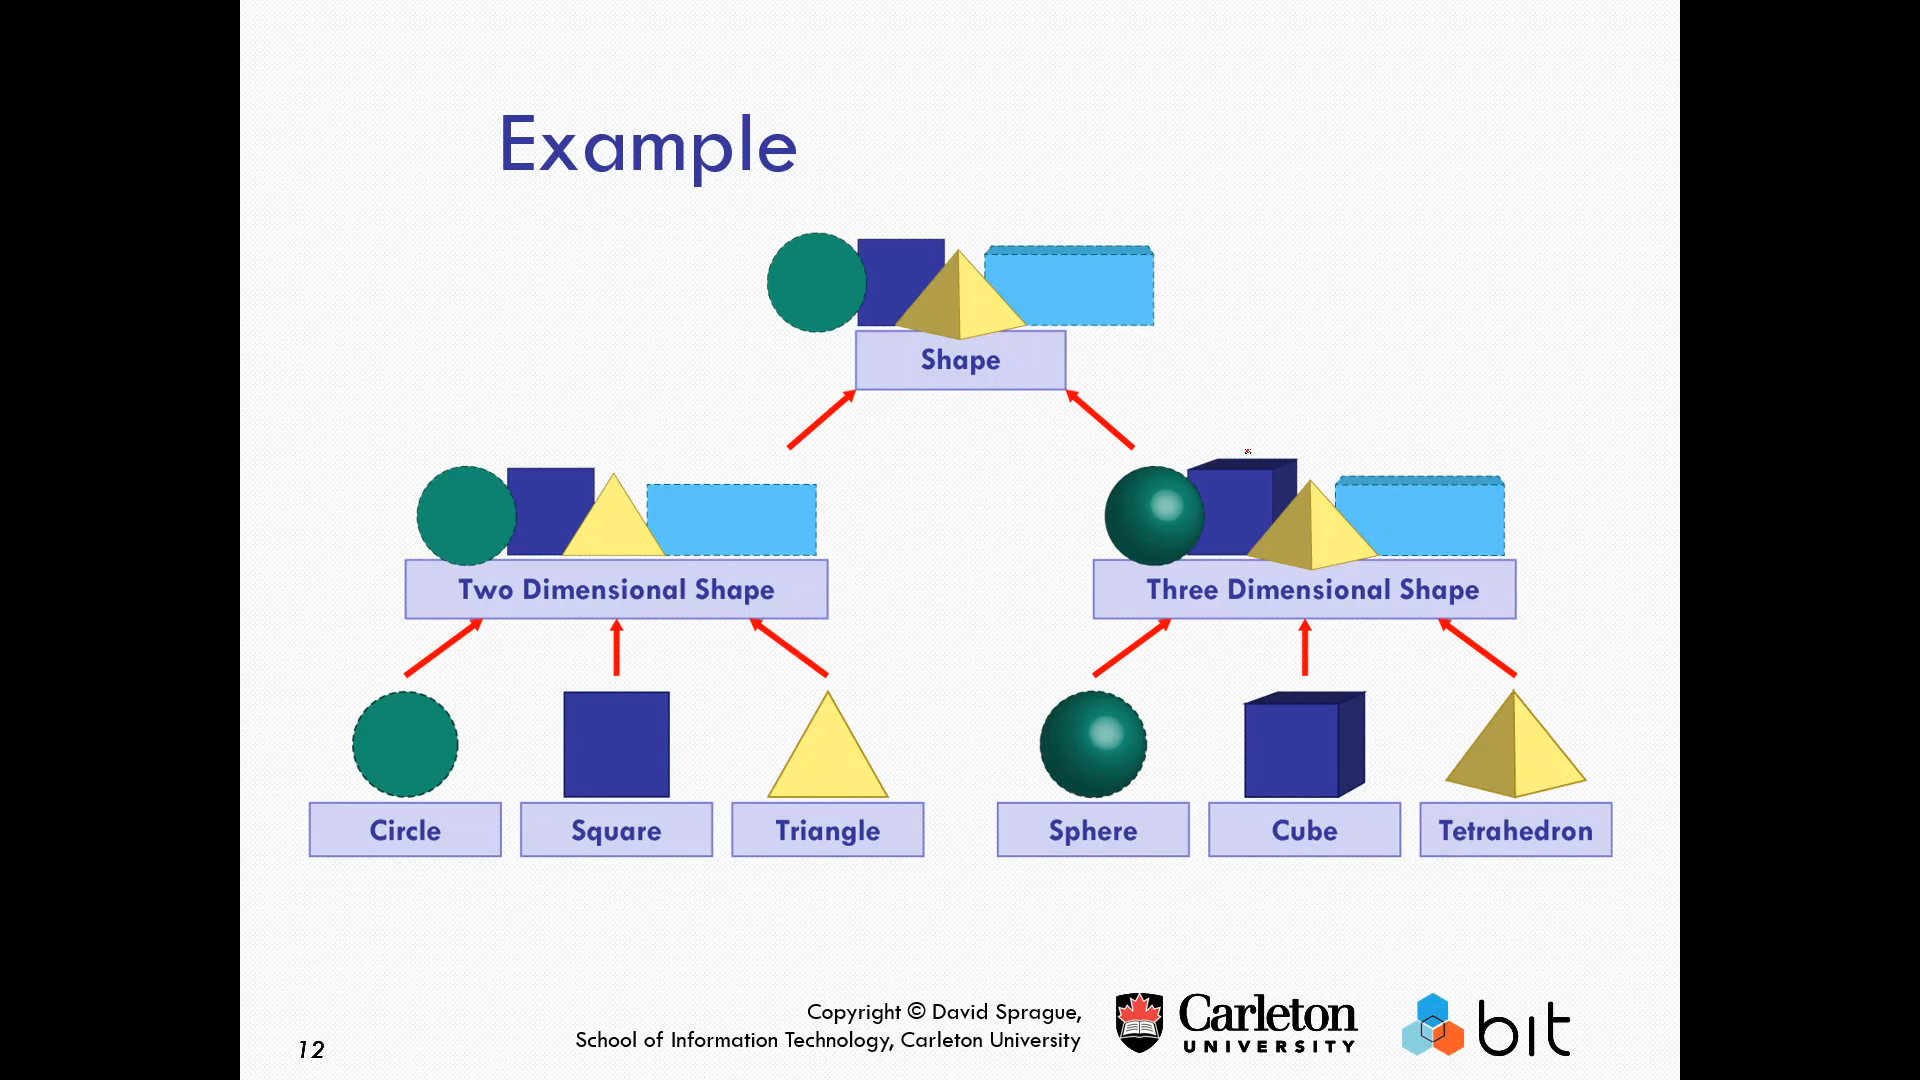 Example
Shape
Two Dimensional Shape
Three Dimensional Shape
Circle
Square
Triangle
Sphere
Cube
Tetrahedron
12
Copyright © David Sprague,
School of Information Technology, Carleton University
Carleton
UNIVERSITY
bit